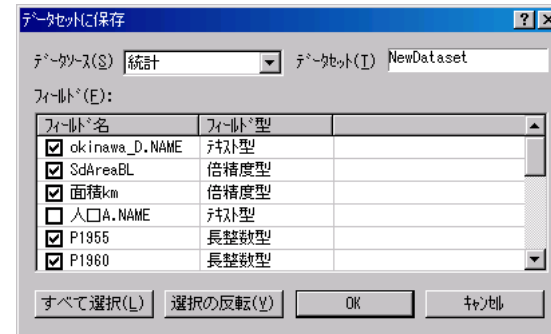 ﾃﾞｰﾀｾｯﾄに保存
ﾃﾞｰﾀｿｰｽ(S) 統計 ﾃﾞｰﾀｾｯﾄ(T) NewDataset
ﾌｨｰﾙﾄﾞ(F):
ﾌｨｰﾙﾄﾞ名 ﾌｨｰﾙﾄﾞ型
okinawa_D.NAME ﾃｷｽﾄ型
SdAreaBL 倍精度型
面積km 倍精度型
人口A.NAME ﾃｷｽﾄ型
P1955 長整数型
P1960 長整数型
すべて選択(L) 選択の反転(V) OK ｷｬﾝｾﾙ